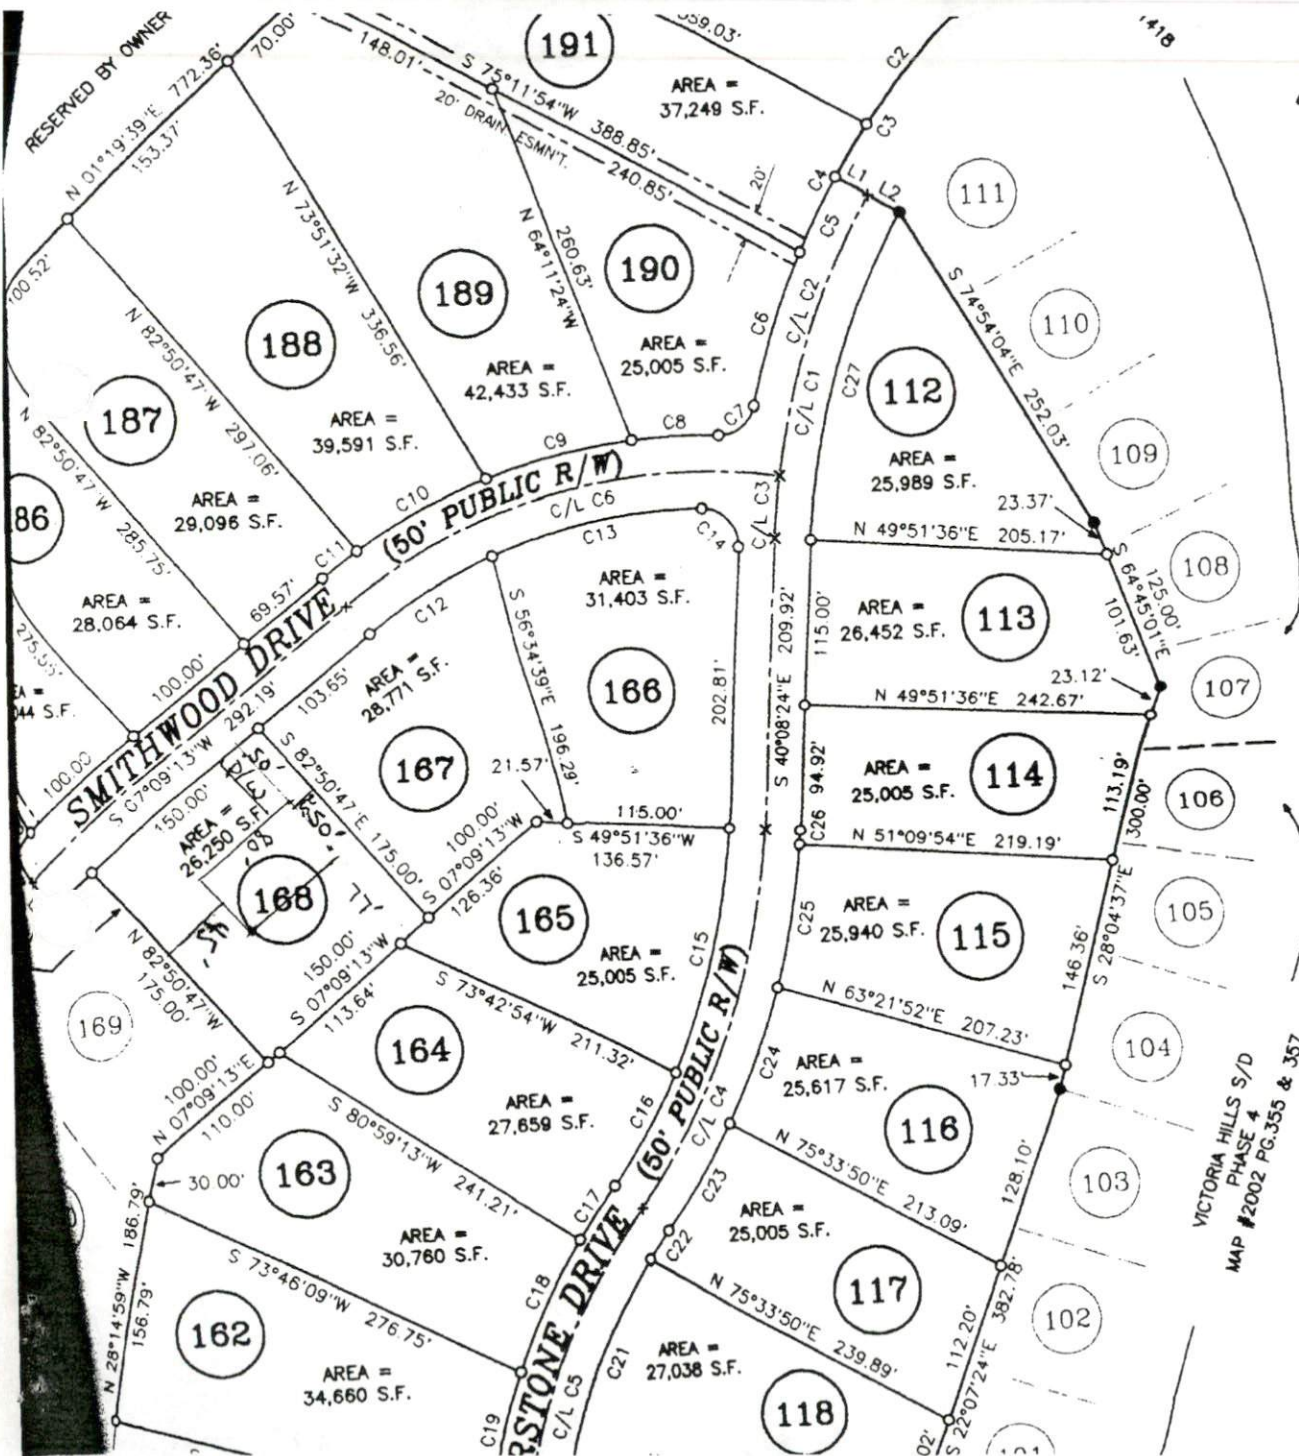 RESERVED BY OWNER
N 01°19'39"E 772.36'
70.00'
153.37'
148.01'
S 75°11'54"W 388.85'
20' DRAIN. ESMN'T. 240.85'
20'
191
AREA =
37,249 S.F.
359.03'
C2
C3
C4
L1
L2
C5
1418
111
110
109
108
107
106
105
104
103
102
101
100.52'
N 82°50'47"W 297.06'
N 73°51'32"W 336.56'
N 64°11'24"W
260.63'
190
AREA =
25,005 S.F.
189
AREA =
42,433 S.F.
188
AREA =
39,591 S.F.
187
AREA =
29,096 S.F.
N 82°50'47"W 285.75'
86
AREA =
28,064 S.F.
275.55'
044 S.F.
C6
C7
C8
C9
C10
C11
69.57'
100.00'
100.00
SMITHWOOD DRIVE
(50' PUBLIC R/W)
S 07°09'13"W 292.19'
C/L C6
C/L C2
C/L C1
C/L C3
C27
112
AREA =
25,989 S.F.
S 74°54'04"E 252.03'
23.37'
N 49°51'36"E 205.17'
S 64°45'01"E
125.00'
101.63'
113
AREA =
26,452 S.F.
115.00'
23.12'
N 49°51'36"E 242.67'
114
AREA =
25,005 S.F.
94.92'
S 40°08'24"E 209.92'
113.19'
300.00'
C26
N 51°09'54"E 219.19'
115
AREA =
25,940 S.F.
C25
146.36'
S 28°04'37"E
N 63°21'52"E 207.23'
17.33'
116
AREA =
25,617 S.F.
C24
N 75°33'50"E 213.09'
128.10'
117
AREA =
25,005 S.F.
C23
C22
N 75°33'50"E 239.89'
112.20'
S 22°07'24"E 382.78'
118
AREA =
27,038 S.F.
C21
02'
VICTORIA HILLS S/D
PHASE 4
MAP #2002 PG.355 & 357
C13
C14
C12
103.65'
166
AREA =
31,403 S.F.
S 56°34'39"E 196.29'
202.81'
167
AREA =
28,771 S.F.
S 82°50'47"E 175.00'
21.57'
100.00'
S 07°09'13"W
126.36'
115.00'
S 49°51'36"W
136.57'
168
AREA =
26,250 S.F.
150.00'
50'
50'
77'
150.00'
S 07°09'13"W
113.64'
N 82°50'47"W
175.00'
169
165
AREA =
25,005 S.F.
C15
S 73°42'54"W 211.32'
164
AREA =
27,659 S.F.
C16
C17
(50' PUBLIC R/W)
C/L C4
S 80°59'13"W 241.21'
100.00'
N 07°09'13"E
110.00'
30.00'
163
AREA =
30,760 S.F.
C18
S 73°46'09"W 276.75'
N 28°14'59"W 186.79'
156.79'
162
AREA =
34,660 S.F.
C19
C/L C5
RSTONE DRIVE